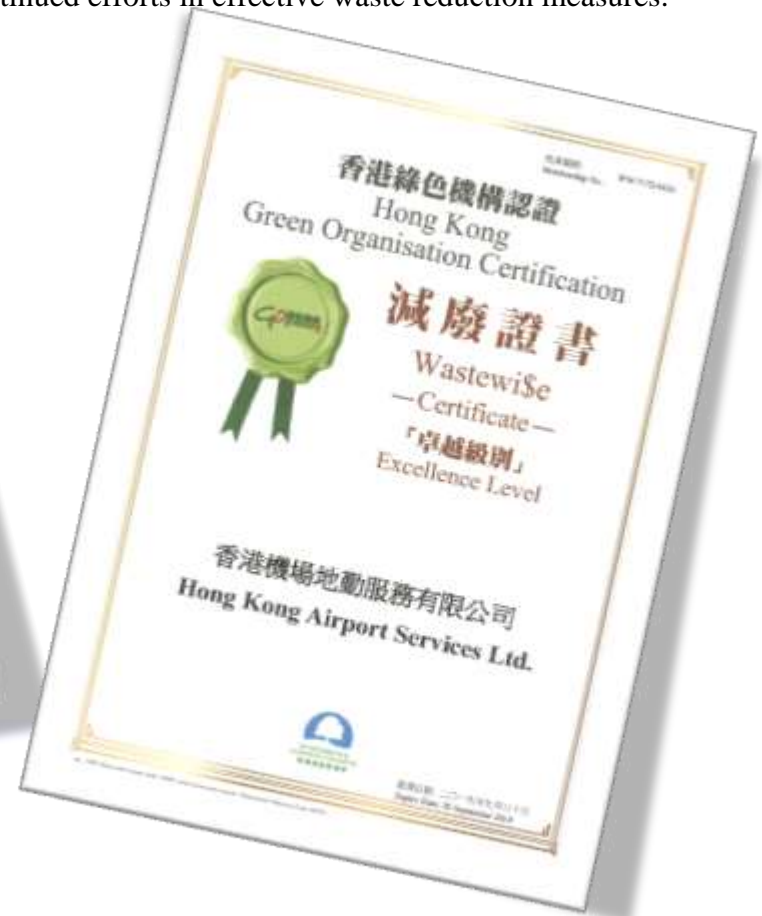 tinued efforts in effective waste reduction measures.
香港綠色機構認證
Hong Kong
Green Organisation Certification
減廢證書
Wastewi$e
—Certificate—
「卓越級別」
Excellence Level
香港機場地勤服務有限公司
Hong Kong Airport Services Ltd.